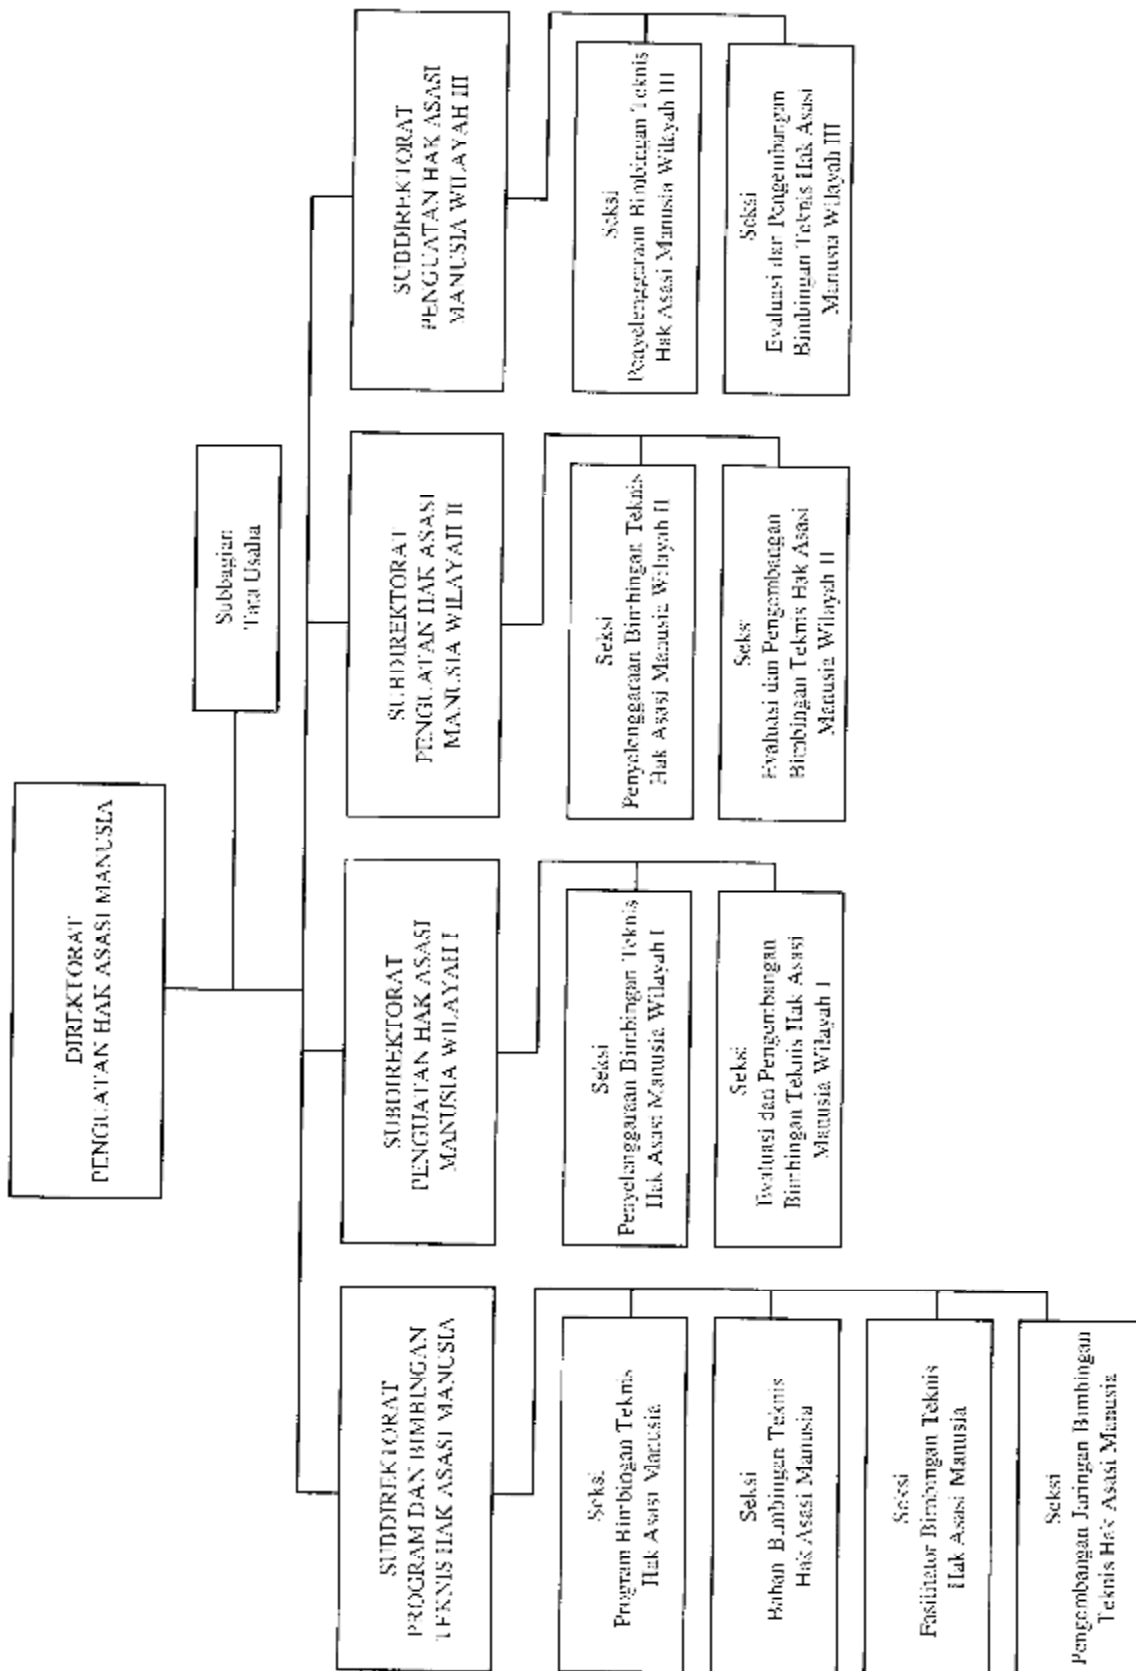 DIREKTORAT
PENGUATAN HAK ASASI MANUSIA
Subbagian
Tata Usaha
SUBDIREKTORAT
PROGRAM DAN BIMBINGAN
TEKNIS HAK ASASI MANUSIA
Seksi
Program Bimbingan Teknis
Hak Asasi Manusia
Seksi
Bahan Bimbingan Teknis
Hak Asasi Manusia
Seksi
Fasilitator Bimbingan Teknis
Hak Asasi Manusia
Seksi
Pengembangan Jaringan Bimbingan
Teknis Hak Asasi Manusia
SUBDIREKTORAT
PENGUATAN HAK ASASI
MANUSIA WILAYAH I
Seksi
Penyelenggaraan Bimbingan Teknis
Hak Asasi Manusia Wilayah I
Seksi
Evaluasi dan Pengembangan
Bimbingan Teknis Hak Asasi
Manusia Wilayah I
SUBDIREKTORAT
PENGUATAN HAK ASASI
MANUSIA WILAYAH II
Seksi
Penyelenggaraan Bimbingan Teknis
Hak Asasi Manusia Wilayah II
Seksi
Evaluasi dan Pengembangan
Bimbingan Teknis Hak Asasi
Manusia Wilayah II
SUBDIREKTORAT
PENGUATAN HAK ASASI
MANUSIA WILAYAH III
Seksi
Penyelenggaraan Bimbingan Teknis
Hak Asasi Manusia Wilayah III
Seksi
Evaluasi dan Pengembangan
Bimbingan Teknis Hak Asasi
Manusia Wilayah III